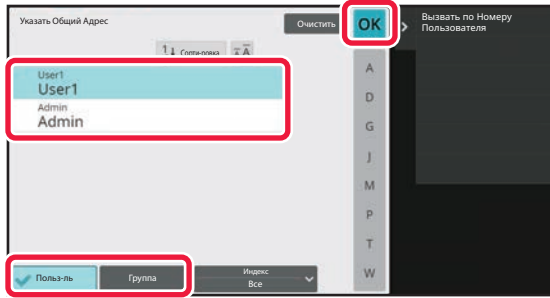 Указать Общий Адрес
Очистить
OK
Вызвать по Номеру
Пользователя
1 Сорти-ровка
User1
User1
Admin
Admin
A
D
G
J
M
P
T
W
Польз-ль
Группа
Индекс
Все